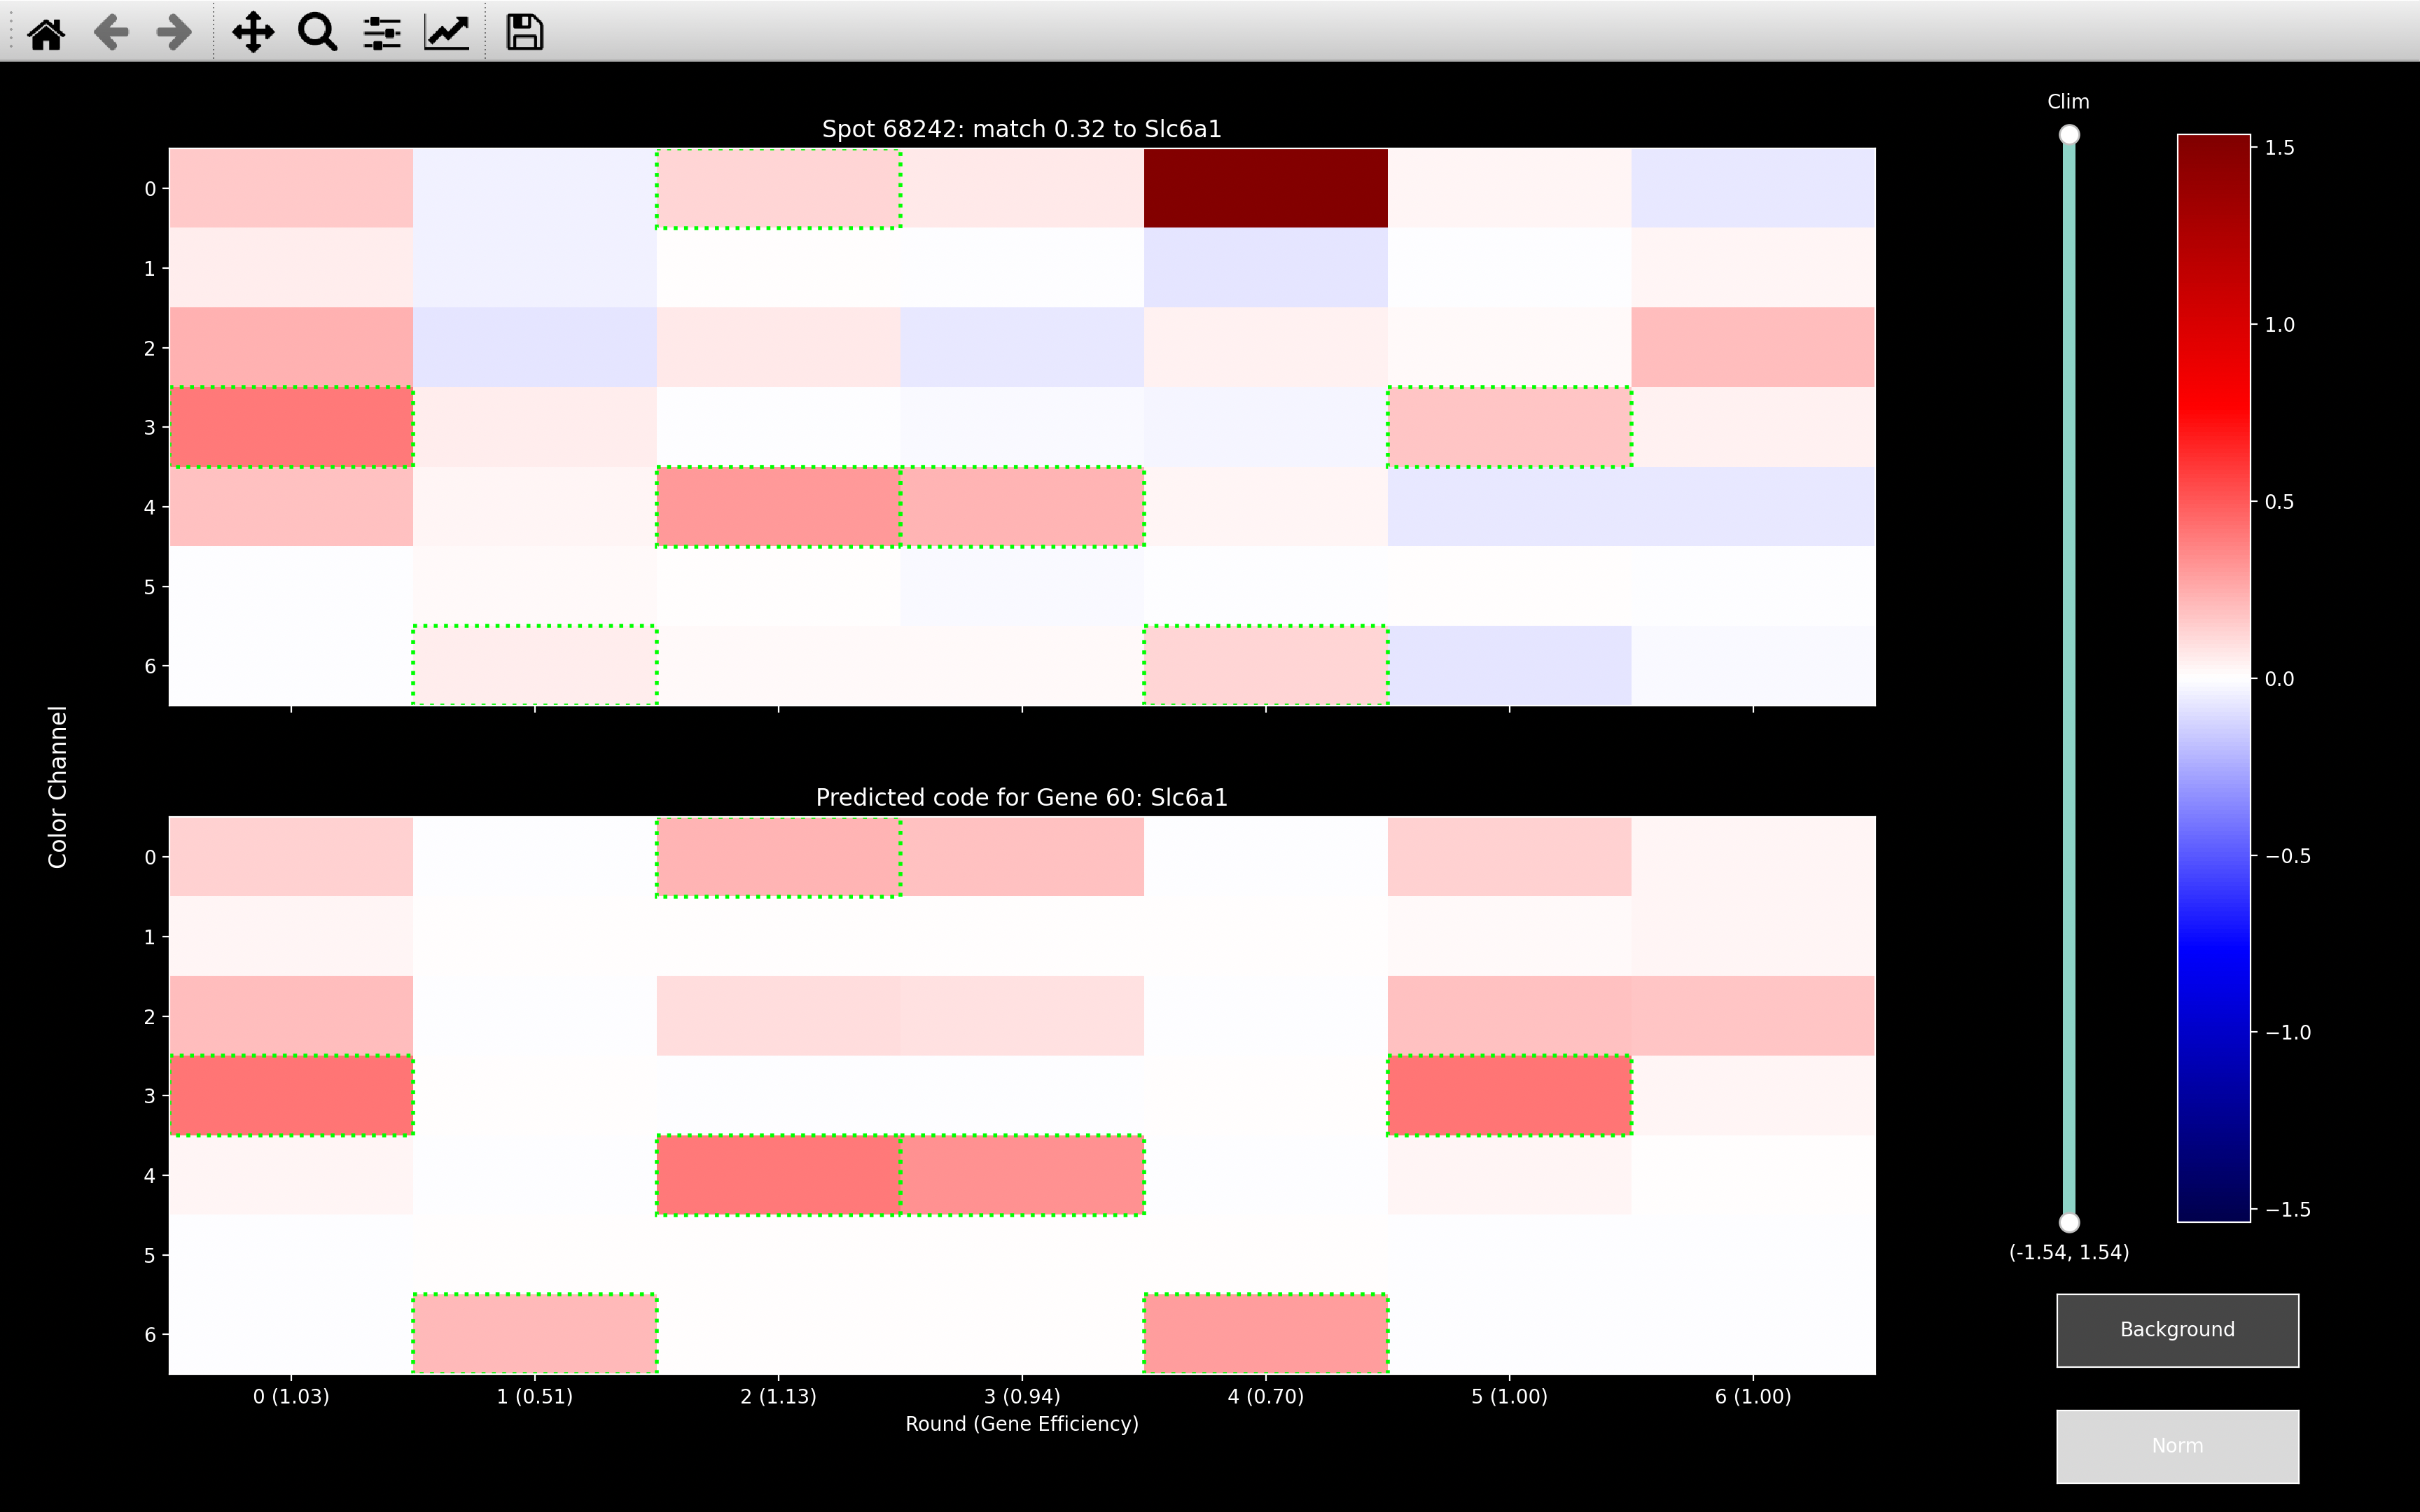 Clim
Spot 68242: match 0.32 to Slc6a1
0
1
2
3
4
5
6
Color Channel
Predicted code for Gene 60: Slc6a1
0
1
2
3
4
5
6
0 (1.03) 1 (0.51) 2 (1.13) 3 (0.94) 4 (0.70) 5 (1.00) 6 (1.00)
Round (Gene Efficiency)
1.5
1.0
0.5
0.0
−0.5
−1.0
−1.5
(-1.54, 1.54)
Background
Norm